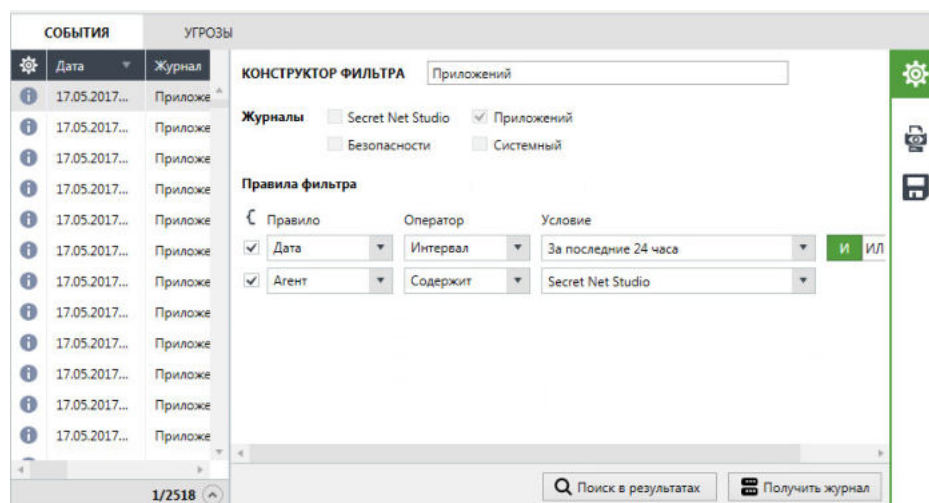 СОБЫТИЯ УГРОЗЫ
Дата Журнал
17.05.2017... Приложе
17.05.2017... Приложе
17.05.2017... Приложе
17.05.2017... Приложе
17.05.2017... Приложе
17.05.2017... Приложе
17.05.2017... Приложе
17.05.2017... Приложе
17.05.2017... Приложе
17.05.2017... Приложе
17.05.2017... Приложе
17.05.2017... Приложе
1/2518
КОНСТРУКТОР ФИЛЬТРА Приложений
Журналы Secret Net Studio Приложений
Безопасности Системный
Правила фильтра
Правило Оператор Условие
Дата Интервал За последние 24 часа И ИЛ
Агент Содержит Secret Net Studio
Поиск в результатах Получить журнал